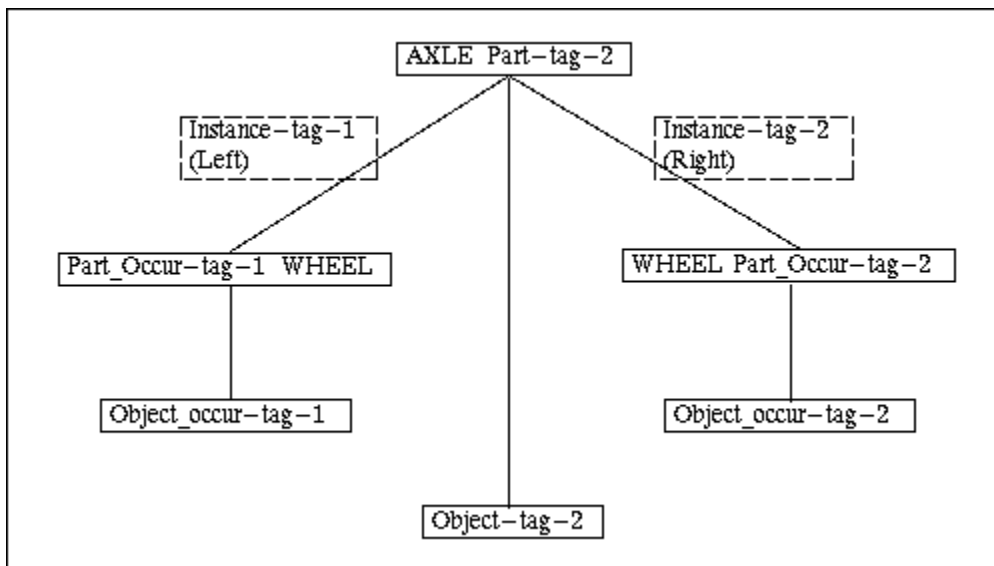 AXLE Part-tag-2
Instance-tag-1
(Left)
Instance-tag-2
(Right)
Part_Occur-tag-1 WHEEL
WHEEL Part_Occur-tag-2
Object_occur-tag-1
Object_occur-tag-2
Object-tag-2